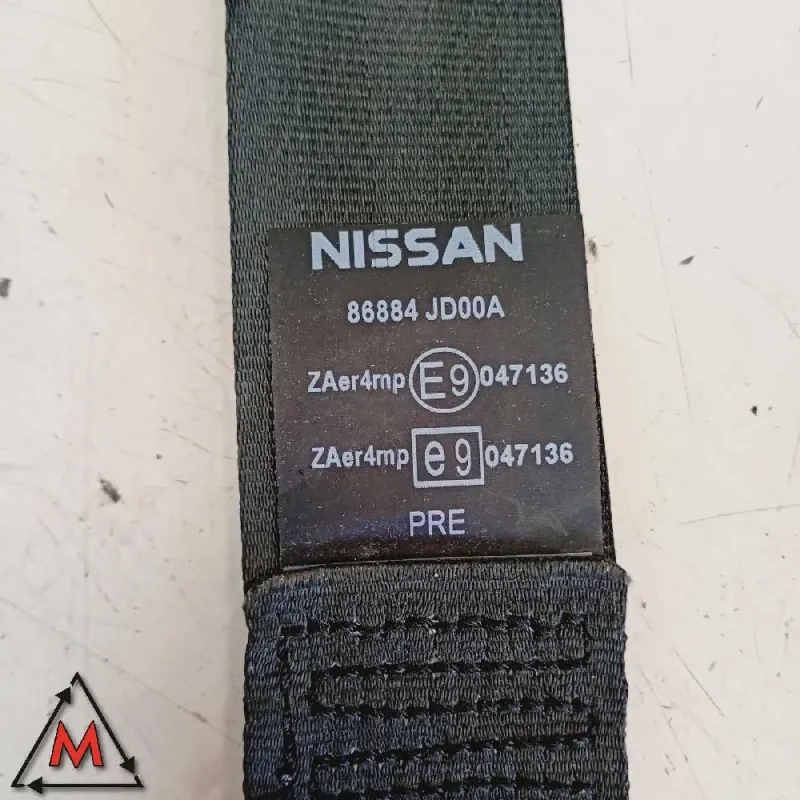 NISSAN
86884 JD00A
ZAer4mp E9 047136
ZAer4mp e9 047136
PRE
M